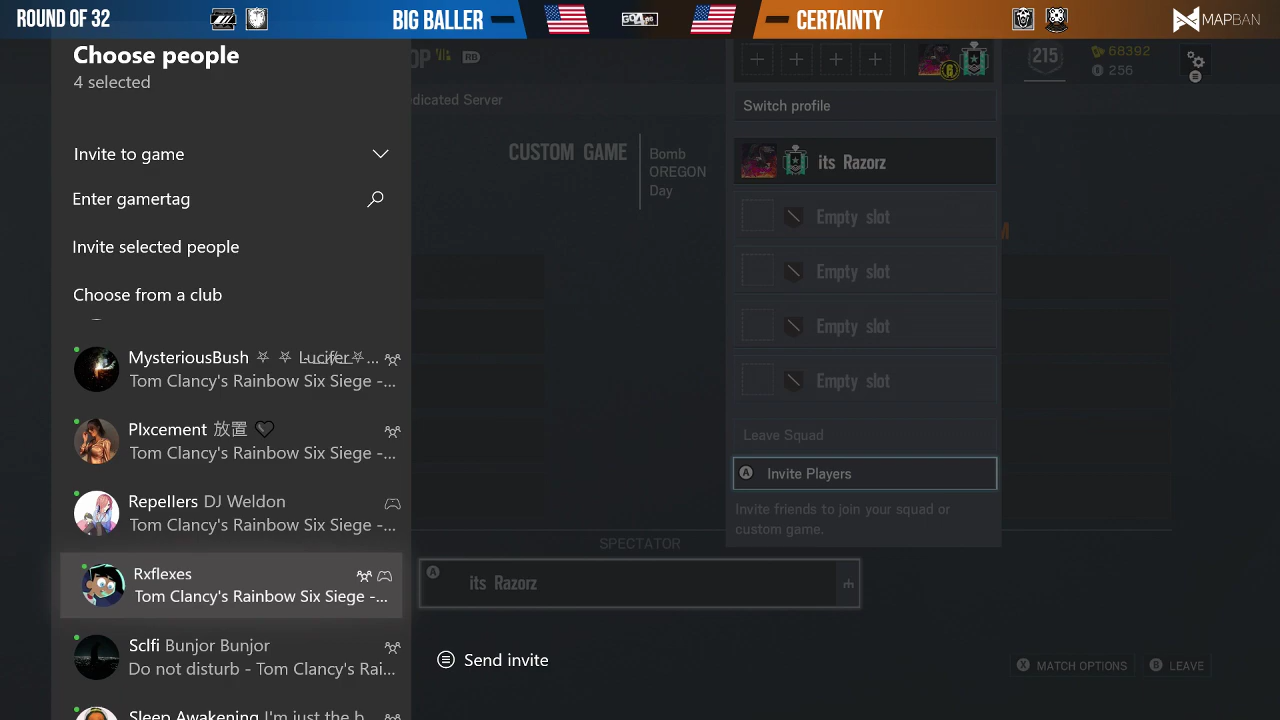 ROUND OF 32
BIG BALLER
CERTAINTY
MAPBAN
Choose people
4 selected
RB
215
68392
256
dedicated Server
Switch profile
Invite to game
CUSTOM GAME
Bomb
OREGON
Day
its Razorz
Enter gamertag
Empty slot
Invite selected people
Empty slot
Choose from a club
Empty slot
MysteriousBush ⛧ ⛧ Lucifer⛧...
Tom Clancy's Rainbow Six Siege -...
Empty slot
Plxcement 放置 ♡
Tom Clancy's Rainbow Six Siege -...
Leave Squad
A Invite Players
Repellers DJ Weldon
Tom Clancy's Rainbow Six Siege -...
Invite friends to join your squad or
custom game.
SPECTATOR
Rxflexes
Tom Clancy's Rainbow Six Siege -...
A its Razorz
Sclfi Bunjor Bunjor
Do not disturb - Tom Clancy's Rai...
Send invite
X MATCH OPTIONS
B LEAVE
Sleep Awakening I'm just the b...